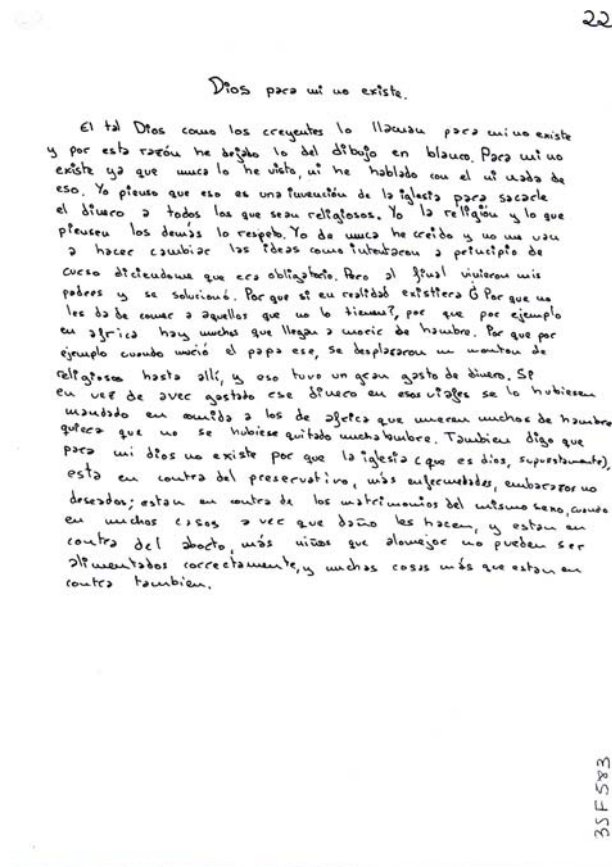 22
Dios para mi no existe.
El tal Dios como los creyentes lo llaman para mi no existe
y por esta razón he dejabo lo del dibujo en blanco. Para mi no
existe ya que nunca lo he visto, ni he hablado con el ni nada de
eso. Yo pienso que eso es una invención de la iglesia para sacarle
el dinero a todos los que sean religiosos. Yo la religión y lo que
piensen los demás lo respeto. Yo de nunca he creido y no me van
a hacer cambiar las ideas como intentaron a principio de
curso diciendome que era obligatorio. Pero al final vinieron mis
padres y se solucionó. Por que si en realidad existiera ¿Por que no
les da de comer a aquellos que no lo tienen?, por que por ejemplo
en africa hay muchos que llegan a morir de hambre. Por que por
ejemplo cuando murió el papa ese, se desplazaron un monton de
religiosos hasta allí, y eso tuvo un gran gasto de dinero. Si
en vez de aver gastado ese dinero en esos viajes se lo hubiesen
mandado en comida a los de africa que mueren muchos de hambre
quiera que no se hubiese quitado mucha hambre. Tambien digo que
para mi dios no existe por que la iglesia (que es dios, supuestamente),
esta en contra del preservativo, más enfermedades, embarazos no
deseados; estan en contra de los matrimonios del mismo sexo, cuando
en muchos casos a ver que daño les hacen, y estan en
contra del aborto, más niños que alomejor no pueden ser
alimentados correctamente, y muchas cosas más que estan en
contra tambien.
35F583